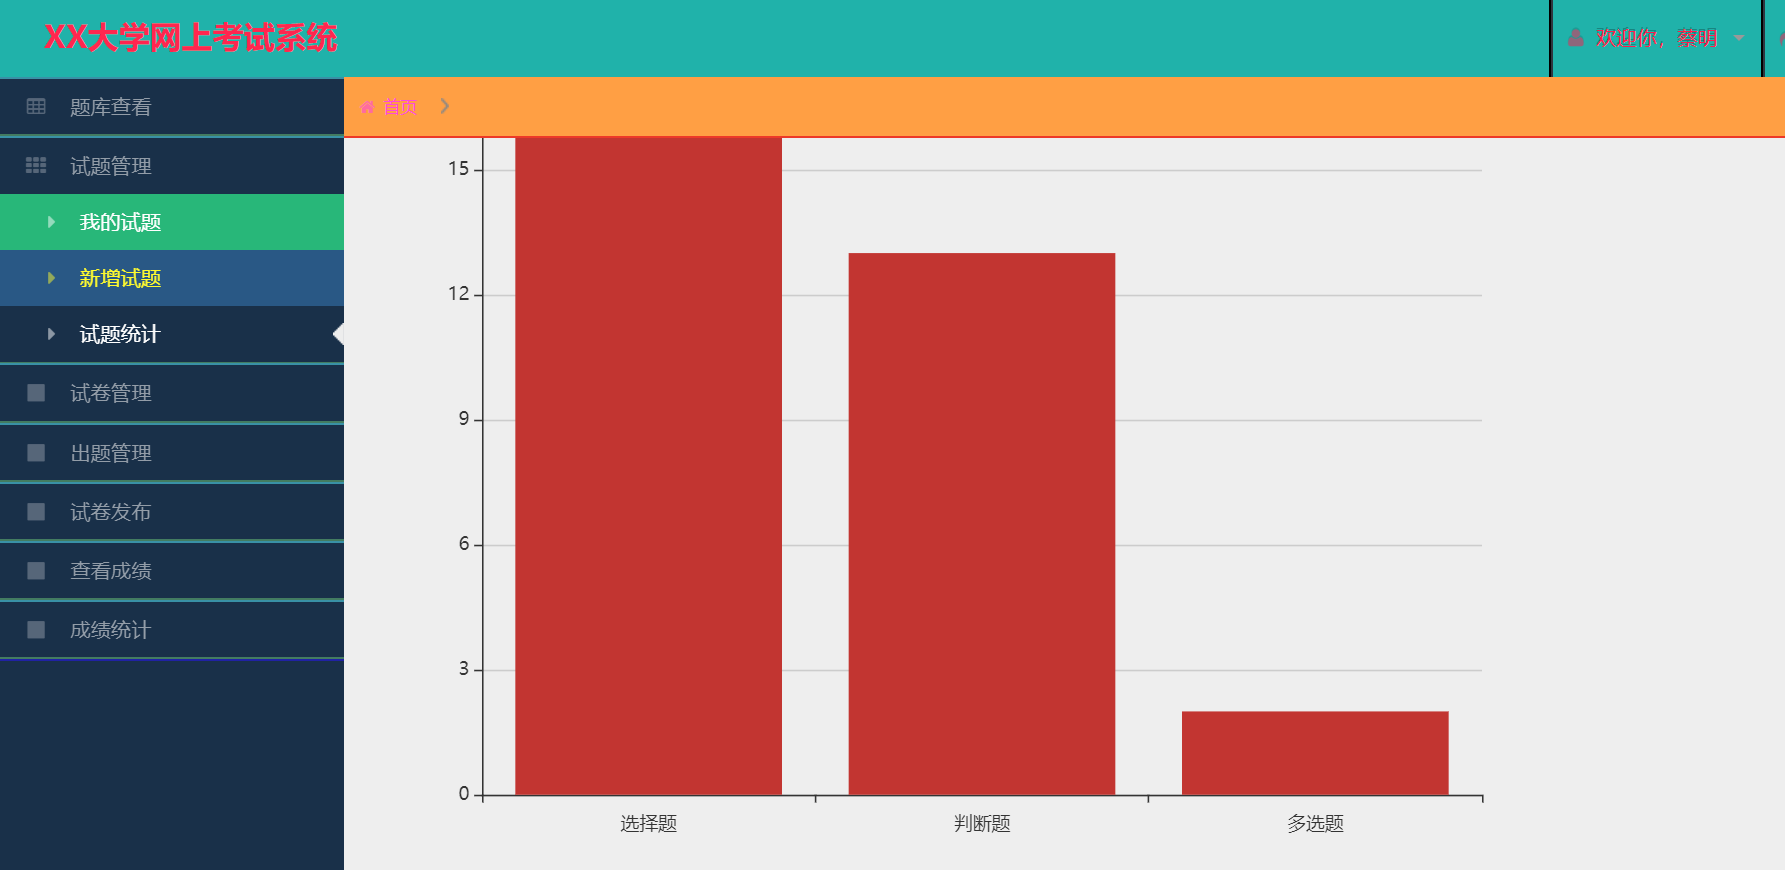 XX大学网上考试系统
欢迎你，蔡明
首页
题库查看
试题管理
我的试题
新增试题
试题统计
试卷管理
出题管理
试卷发布
查看成绩
成绩统计
15
12
9
6
3
0
选择题 判断题 多选题